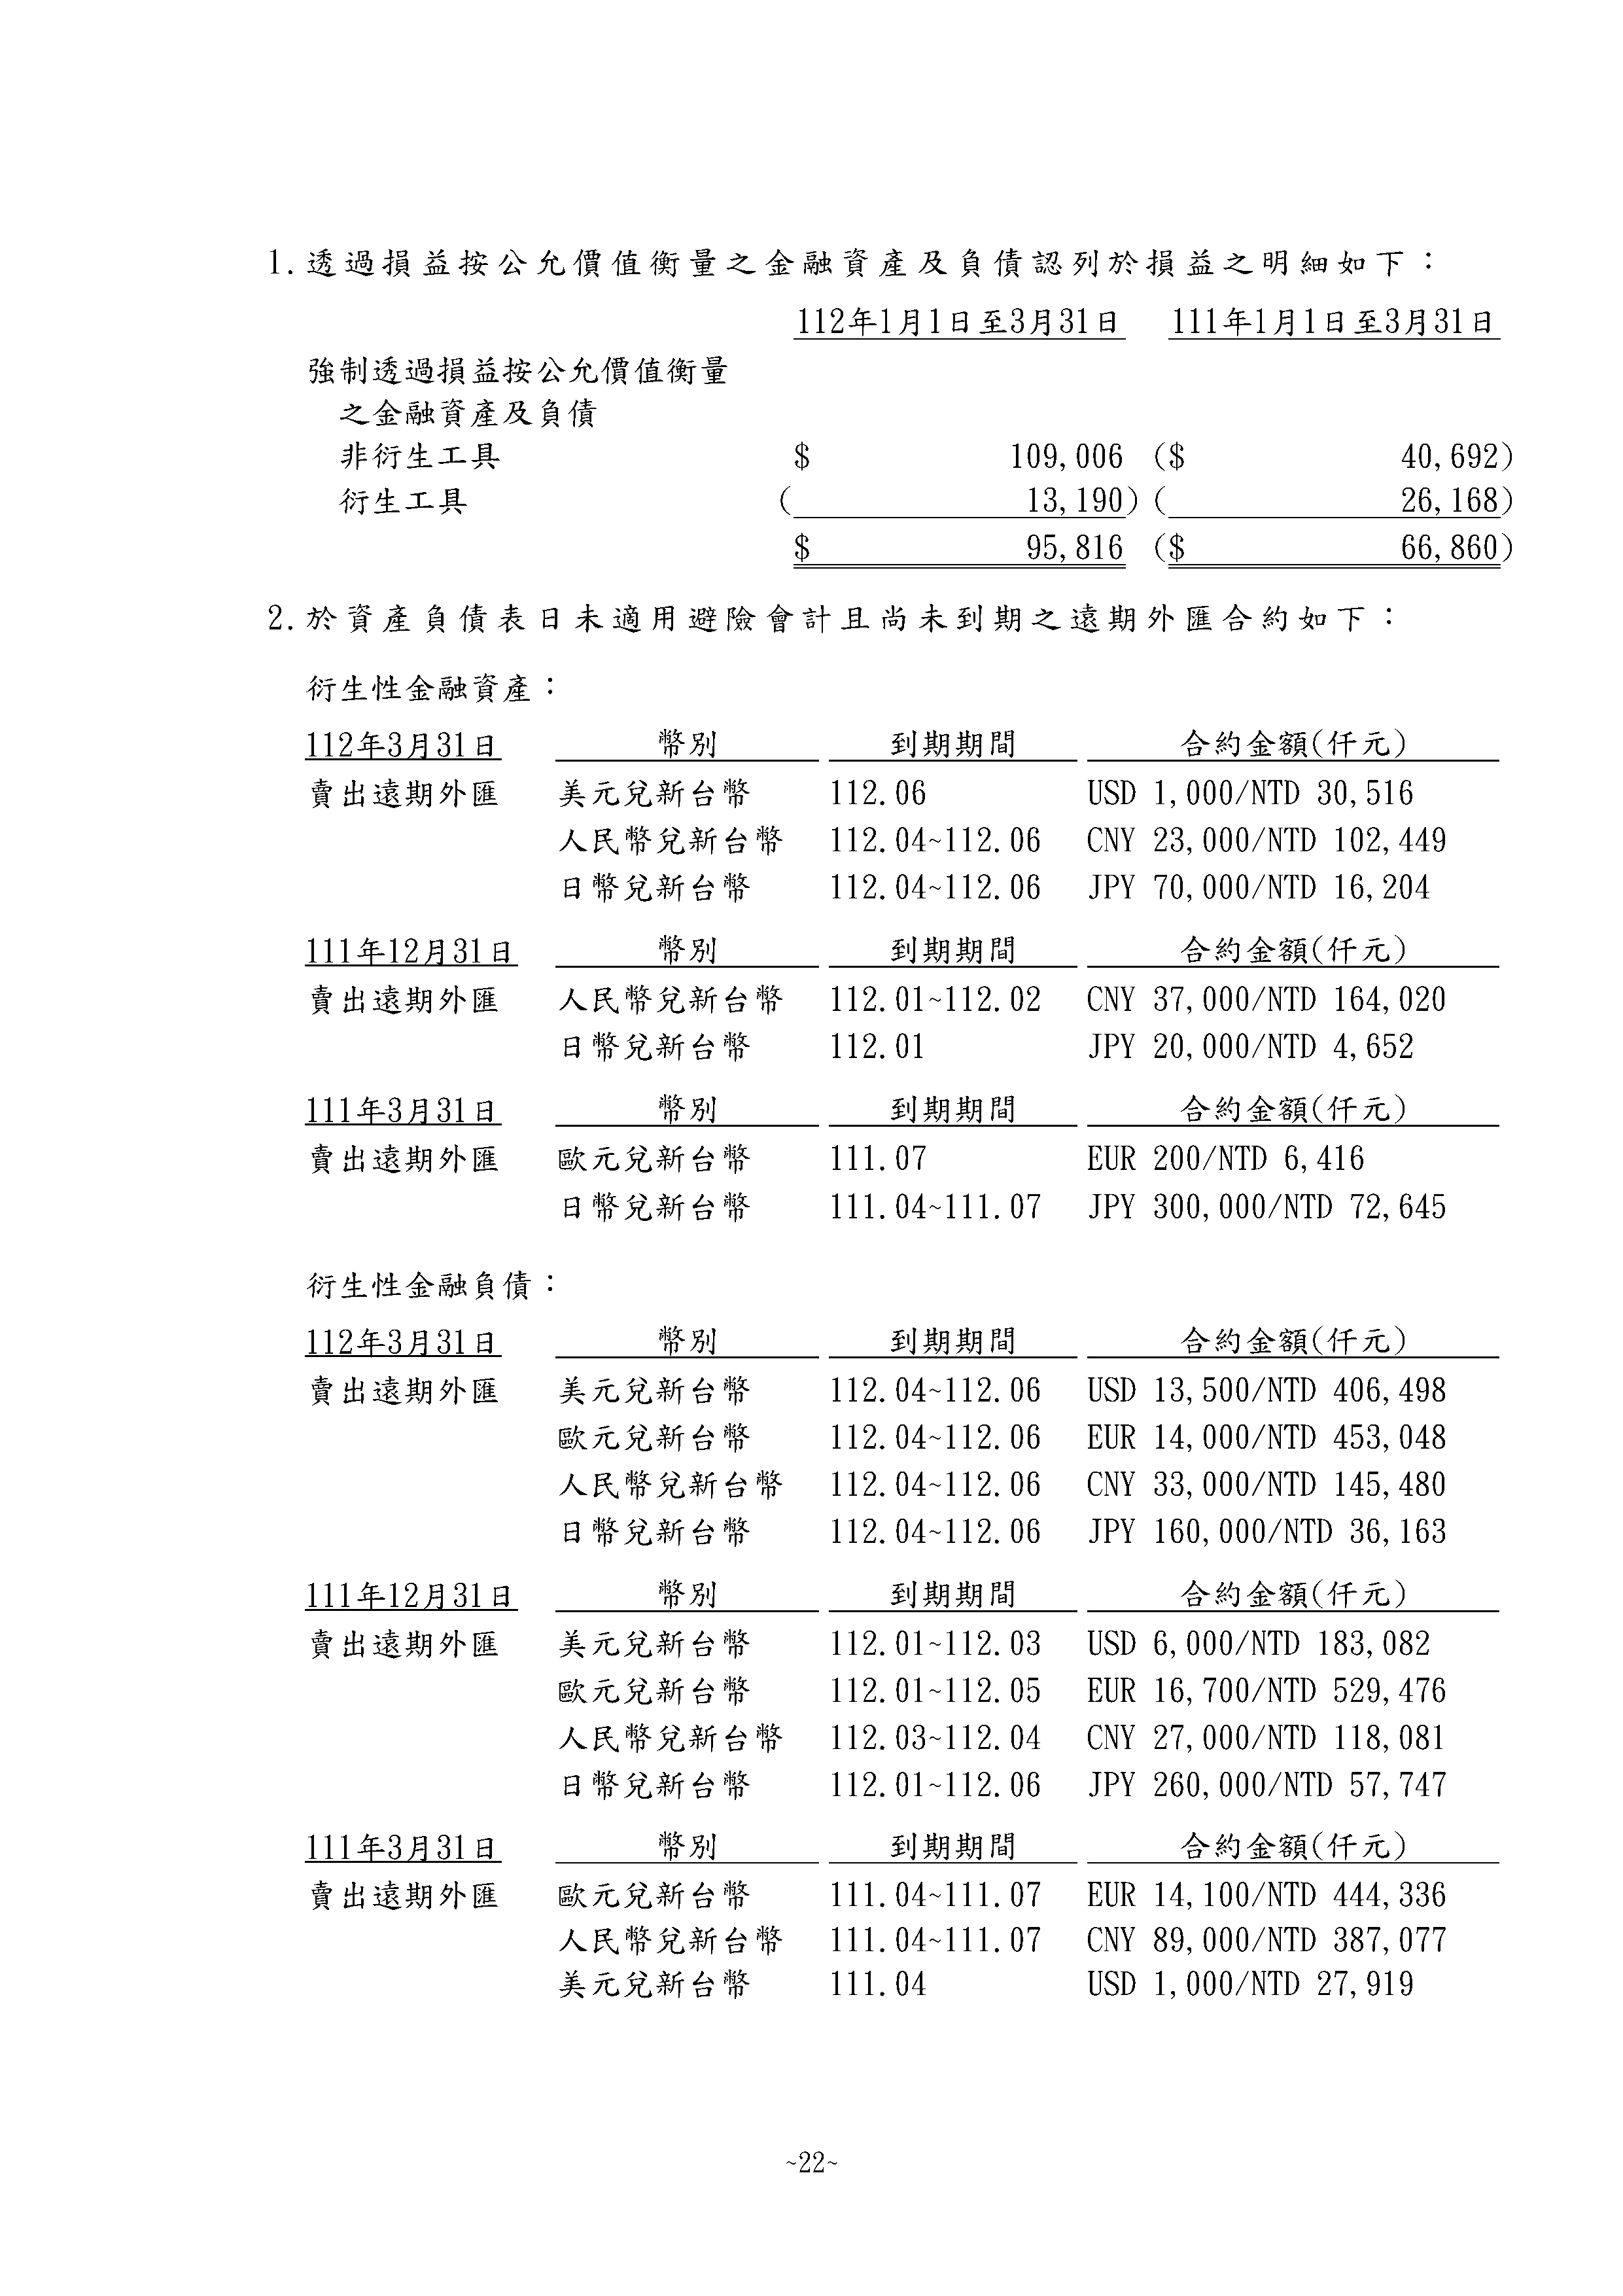 1.透過損益按公允價值衡量之金融資產及負債認列於損益之明細如下：
112年1月1日至3月31日 111年1月1日至3月31日
強制透過損益按公允價值衡量
之金融資產及負債
非衍生工具 $ 109,006 ($ 40,692)
衍生工具 ( 13,190) ( 26,168)
$ 95,816 ($ 66,860)
2.於資產負債表日未適用避險會計且尚未到期之遠期外匯合約如下：
衍生性金融資產：
112年3月31日 幣別 到期期間 合約金額(仟元)
賣出遠期外匯 美元兌新台幣 112.06 USD 1,000/NTD 30,516
人民幣兌新台幣 112.04~112.06 CNY 23,000/NTD 102,449
日幣兌新台幣 112.04~112.06 JPY 70,000/NTD 16,204
111年12月31日 幣別 到期期間 合約金額(仟元)
賣出遠期外匯 人民幣兌新台幣 112.01~112.02 CNY 37,000/NTD 164,020
日幣兌新台幣 112.01 JPY 20,000/NTD 4,652
111年3月31日 幣別 到期期間 合約金額(仟元)
賣出遠期外匯 歐元兌新台幣 111.07 EUR 200/NTD 6,416
日幣兌新台幣 111.04~111.07 JPY 300,000/NTD 72,645
衍生性金融負債：
112年3月31日 幣別 到期期間 合約金額(仟元)
賣出遠期外匯 美元兌新台幣 112.04~112.06 USD 13,500/NTD 406,498
歐元兌新台幣 112.04~112.06 EUR 14,000/NTD 453,048
人民幣兌新台幣 112.04~112.06 CNY 33,000/NTD 145,480
日幣兌新台幣 112.04~112.06 JPY 160,000/NTD 36,163
111年12月31日 幣別 到期期間 合約金額(仟元)
賣出遠期外匯 美元兌新台幣 112.01~112.03 USD 6,000/NTD 183,082
歐元兌新台幣 112.01~112.05 EUR 16,700/NTD 529,476
人民幣兌新台幣 112.03~112.04 CNY 27,000/NTD 118,081
日幣兌新台幣 112.01~112.06 JPY 260,000/NTD 57,747
111年3月31日 幣別 到期期間 合約金額(仟元)
賣出遠期外匯 歐元兌新台幣 111.04~111.07 EUR 14,100/NTD 444,336
人民幣兌新台幣 111.04~111.07 CNY 89,000/NTD 387,077
美元兌新台幣 111.04 USD 1,000/NTD 27,919
~22~